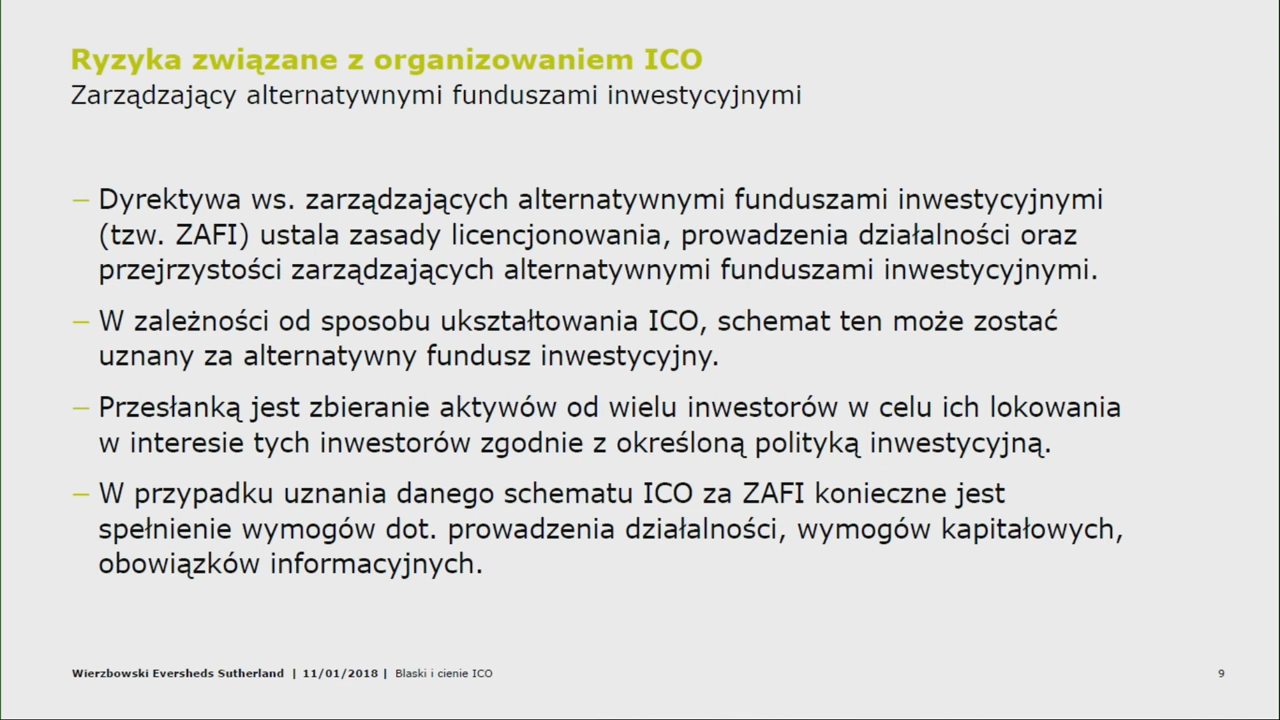 Ryzyka związane z organizowaniem ICO
Zarządzający alternatywnymi funduszami inwestycyjnymi
– Dyrektywa ws. zarządzających alternatywnymi funduszami inwestycyjnymi
(tzw. ZAFI) ustala zasady licencjonowania, prowadzenia działalności oraz
przejrzystości zarządzających alternatywnymi funduszami inwestycyjnymi.
– W zależności od sposobu ukształtowania ICO, schemat ten może zostać
uznany za alternatywny fundusz inwestycyjny.
– Przesłanką jest zbieranie aktywów od wielu inwestorów w celu ich lokowania
w interesie tych inwestorów zgodnie z określoną polityką inwestycyjną.
– W przypadku uznania danego schematu ICO za ZAFI konieczne jest
spełnienie wymogów dot. prowadzenia działalności, wymogów kapitałowych,
obowiązków informacyjnych.
Wierzbowski Eversheds Sutherland | 11/01/2018 | Blaski i cienie ICO
9